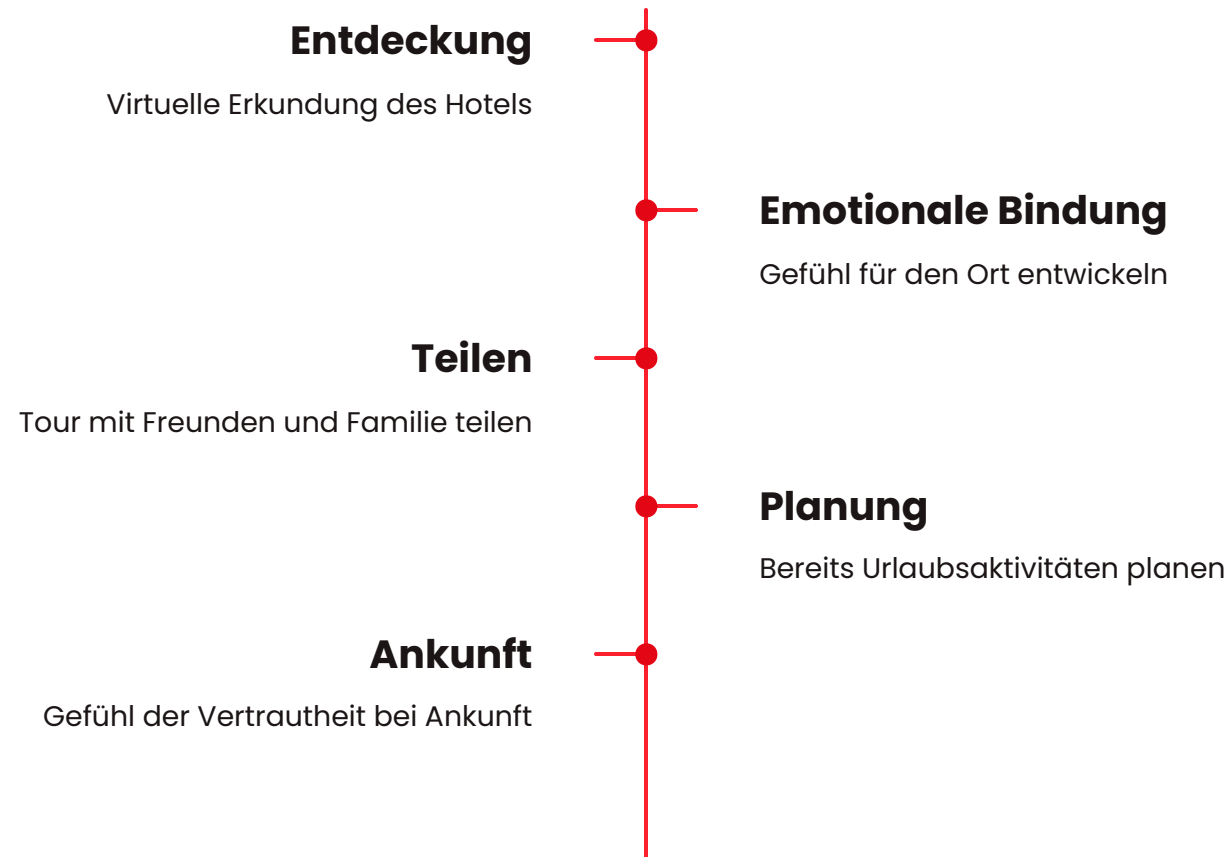 Entdeckung
Virtuelle Erkundung des Hotels
Emotionale Bindung
Gefühl für den Ort entwickeln
Teilen
Tour mit Freunden und Familie teilen
Planung
Bereits Urlaubsaktivitäten planen
Ankunft
Gefühl der Vertrautheit bei Ankunft